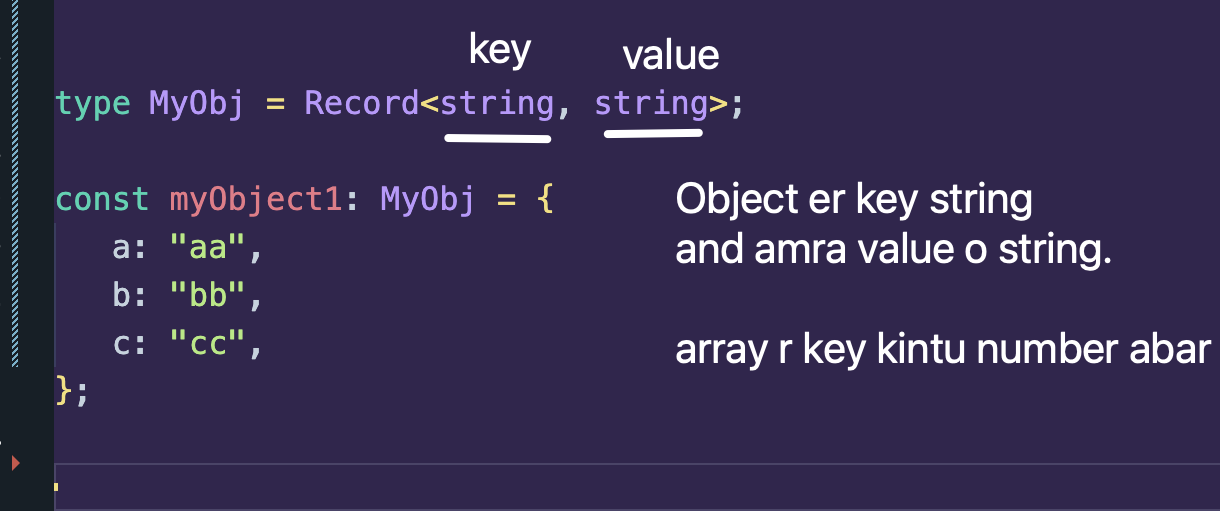 key value
type MyObj = Record<string, string>;
const myObject1: MyObj = {
a: "aa",
b: "bb",
c: "cc",
};
Object er key string
and amra value o string.
array r key kintu number abar